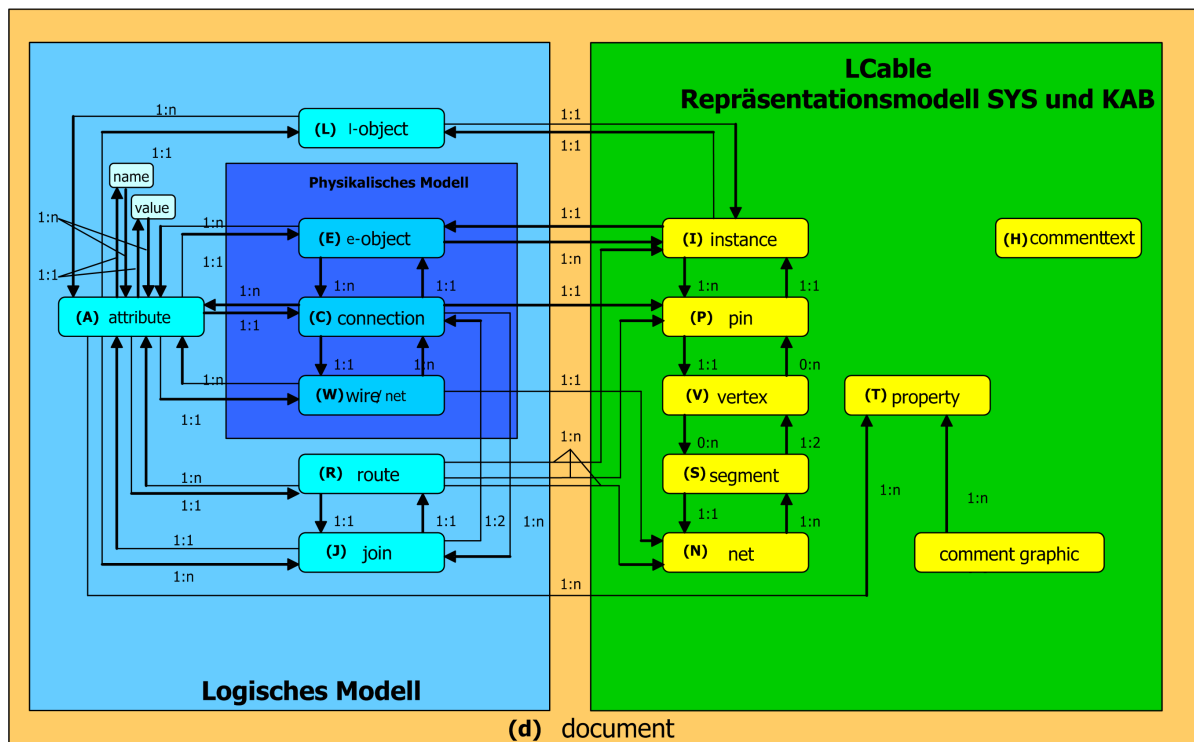 LCable
Repräsentationsmodell SYS und KAB
1:n
1:1
(L) l-object
1:1
1:1
name
value
Physikalisches Modell
1:n
1:1
1:n
1:1
(E) e-object
1:1
1:n
(I) instance
(H) commenttext
1:n
1:1
1:n
1:1
1:n
1:1
(A) attribute
(C) connection
1:1
(P) pin
1:1
1:n
1:1
0:n
1:n
1:1
(W) wire/net
1:1
(V) vertex
(T) property
1:n
0:n
1:2
1:n
1:1
(R) route
(S) segment
1:n
1:n
1:1
1:1
1:2
1:n
1:1
1:n
1:1
1:n
(J) join
(N) net
comment graphic
1:n
Logisches Modell
(d) document